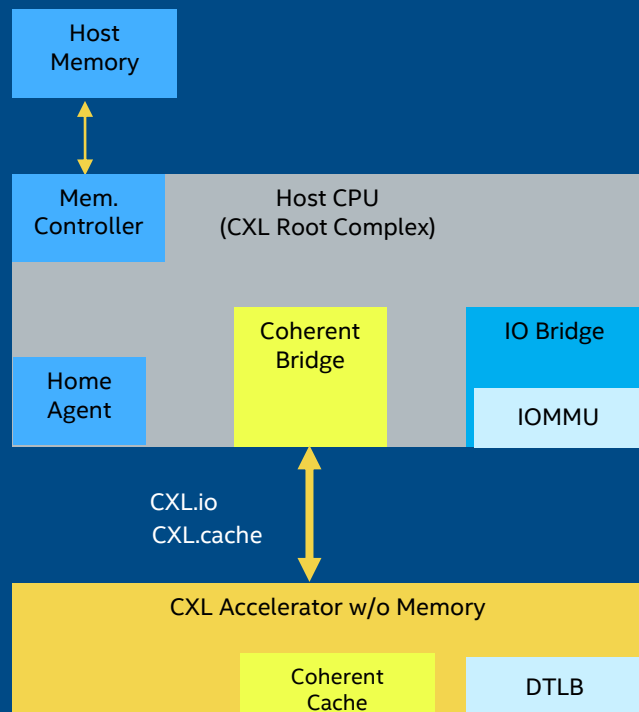 Host
Memory
Mem.
Controller
Host CPU
(CXL Root Complex)
Coherent
Bridge
IO Bridge
Home
Agent
IOMMU
CXL.io
CXL.cache
CXL Accelerator w/o Memory
Coherent
Cache
DTLB